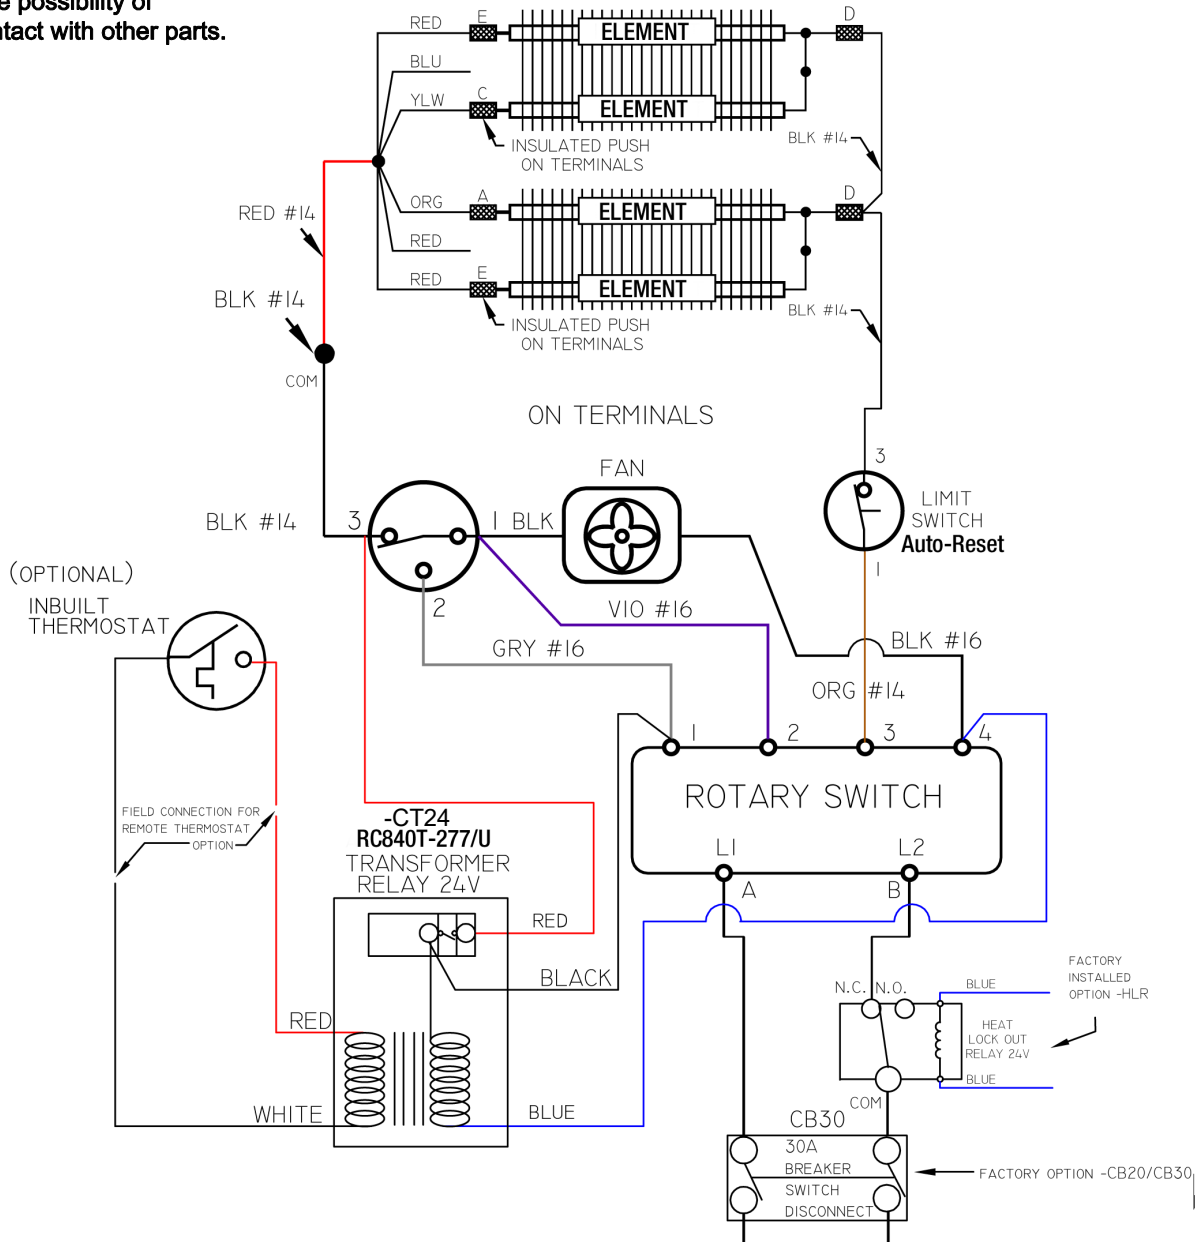 e possibility of
ntact with other parts.
RED
E
ELEMENT
D
BLU
YLW
C
ELEMENT
INSULATED PUSH
ON TERMINALS
BLK #14
ORG
A
ELEMENT
D
RED #14
RED
RED
E
ELEMENT
BLK #14
INSULATED PUSH
ON TERMINALS
BLK #14
COM
ON TERMINALS
FAN
3
LIMIT
SWITCH
Auto-Reset
BLK #14
3
1
BLK
1
(OPTIONAL)
INBUILT
THERMOSTAT
2
VIO #16
GRY #16
BLK #16
ORG #14
1
2
3
4
ROTARY SWITCH
FIELD CONNECTION FOR
REMOTE THERMOSTAT
OPTION
-CT24
RC840T-277/U
TRANSFORMER
RELAY 24V
L1
L2
A
B
RED
BLACK
FACTORY
INSTALLED
OPTION -HLR
N.C.
N.O.
BLUE
RED
HEAT
LOCK OUT
RELAY 24V
BLUE
WHITE
BLUE
COM
CB30
30A
BREAKER
SWITCH
DISCONNECT
FACTORY OPTION -CB20/CB30